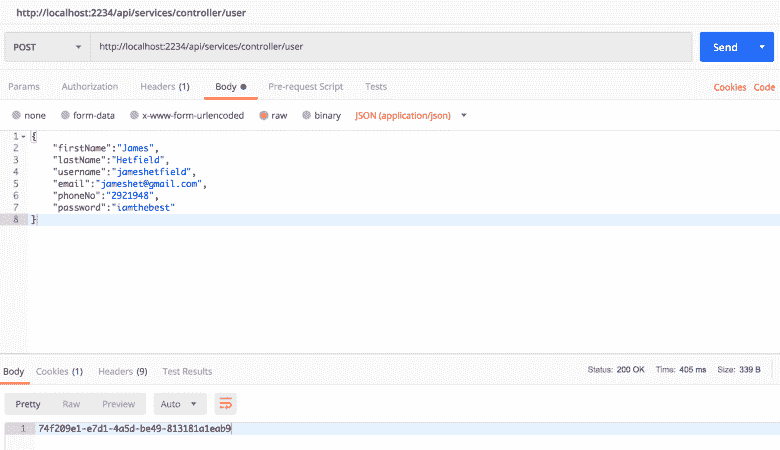 http://localhost:2234/api/services/controller/user
POST http://localhost:2234/api/services/controller/user Send
Params Authorization Headers (1) Body Pre-request Script Tests Cookies Code
none form-data x-www-form-urlencoded raw binary JSON (application/json)
1 {
2 "firstName":"James",
3 "lastName":"Hetfield",
4 "username":"jameshetfield",
5 "email":"jameshet@gmail.com",
6 "phoneNo":"2921948",
7 "password":"iamthebest"
8 }
Body Cookies (1) Headers (9) Test Results Status: 200 OK Time: 405 ms Size: 339 B
Pretty Raw Preview Auto
1 74f209e1-e7d1-4a5d-be49-813181a1eab9